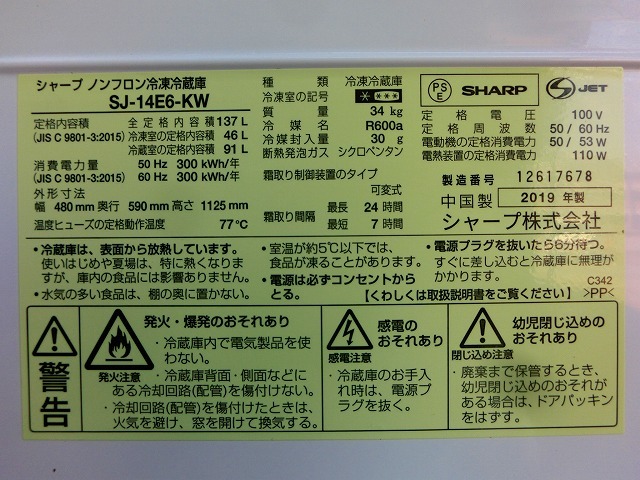 シャープ ノンフロン冷凍冷蔵庫
SJ-14E6-KW
定格内容積 全定格内容積 137 L
(JIS C 9801-3:2015) 冷凍室の定格内容積 46 L
冷蔵室の定格内容積 91 L
消費電力量 50 Hz 300 kWh/年
(JIS C 9801-3:2015) 60 Hz 300 kWh/年
外形寸法
幅 480mm 奥行 590mm 高さ 1125 mm
温度ヒューズの定格動作温度 77℃
種類 冷凍冷蔵庫
冷凍室の記号
質量 34 kg
冷媒 R600a
冷媒封入量 30 g
断熱発泡ガス シクロペンタン
霜取り制御装置のタイプ
可変式
霜取り間隔 最長 24 時間
最短 7 時間
PS
E
SHARP
JET
定格電圧 100 V
定格周波数 50 / 60 Hz
電動機の定格消費電力 50 / 53 W
電熱装置の定格消費電力 110 W
製造番号 12617678
中国製 2019 年製
シャープ株式会社
・冷蔵庫は、表面から放熱しています。
使いはじめや夏場は、特に熱くなりま
すが、庫内の食品には影響ありません。
・水気の多い食品は、棚の奥に置かない。
・室温が約5℃以下では、
食品が凍ることがあります。
・電源は必ずコンセントから
とる。
・電源プラグを抜いたら6分待つ。
すぐに差し込むと冷蔵庫に無理が
かかります。
C342
【くわしくは取扱説明書をご覧ください】 >PP<
警告
発火・爆発のおそれあり
発火注意
・冷蔵庫内で電気製品を使
わない。
・冷蔵庫背面・側面などに
ある冷却回路(配管)を傷付けない。
・冷却回路(配管)を傷付けたときは、
火気を避け、窓を開けて換気する。
感電の
おそれあり
感電注意
・冷蔵庫のお手入
れ時は、電源プ
ラグを抜く。
幼児閉じ込めの
おそれあり
閉じ込め注意
・廃棄まで保管するとき、
幼児閉じ込めのおそれが
ある場合は、ドアパッキン
をはずす。